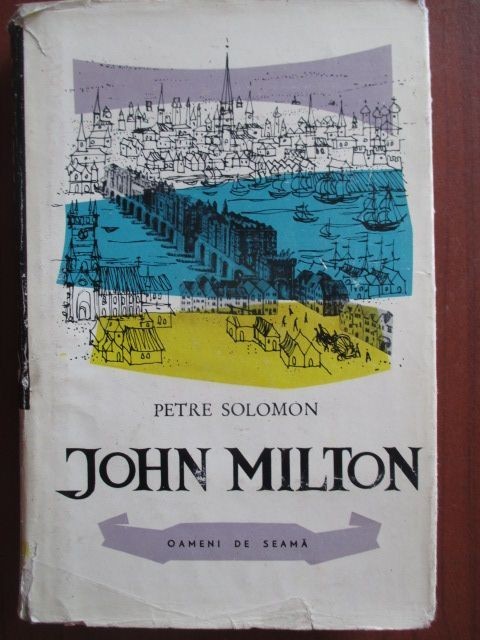 PETRE SOLOMON
JOHN MILTON
OAMENI DE SEAMĂ